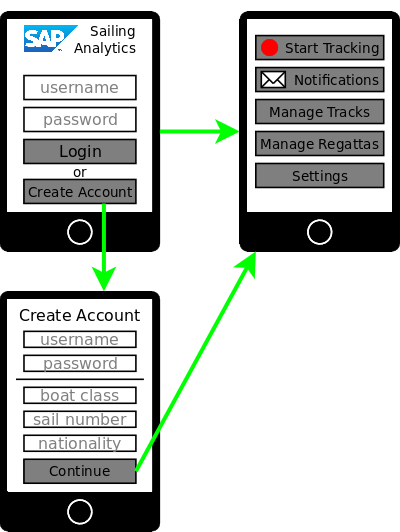 SAP
Sailing
Analytics
username
password
Login
or
Create Account
Start Tracking
Notifications
Manage Tracks
Manage Regattas
Settings
Create Account
username
password
boat class
sail number
nationality
Continue